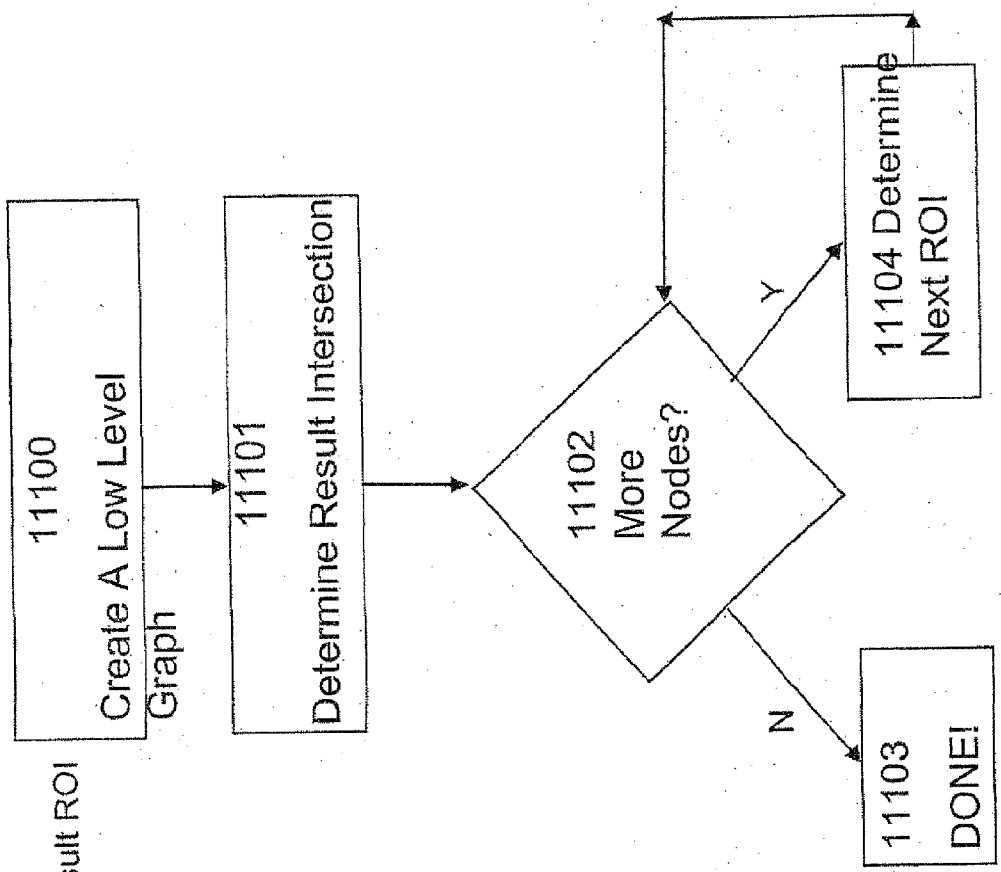 sult ROI
11100
Create A Low Level
Graph
11101
Determine Result Intersection
11102
More
Nodes?
Y
11104 Determine
Next ROI
N
11103
DONE!